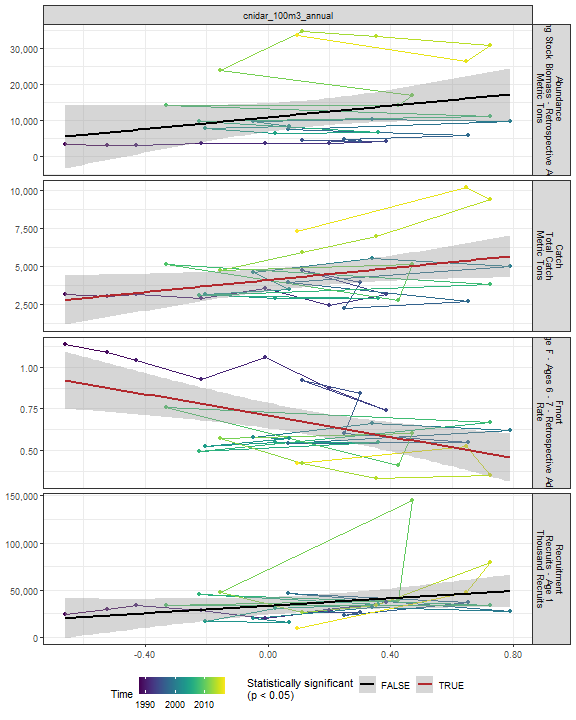 cnidar_100m3_annual
30,000
20,000
10,000
0
Abundance
Stock Biomass - Retrospective
Metric Tons
10,000
7,500
5,000
2,500
Catch
Total Catch
Metric Tons
1.00
0.75
0.50
Fmort
F - Ages 6 - 7 - Retrospective
Rate
150,000
100,000
50,000
0
Recruitment
Recruits - Age 1
Thousand Recruits
-0.40
0.00
0.40
0.80
Time
1990 2000 2010
Statistically significant
(p < 0.05)
FALSE
TRUE